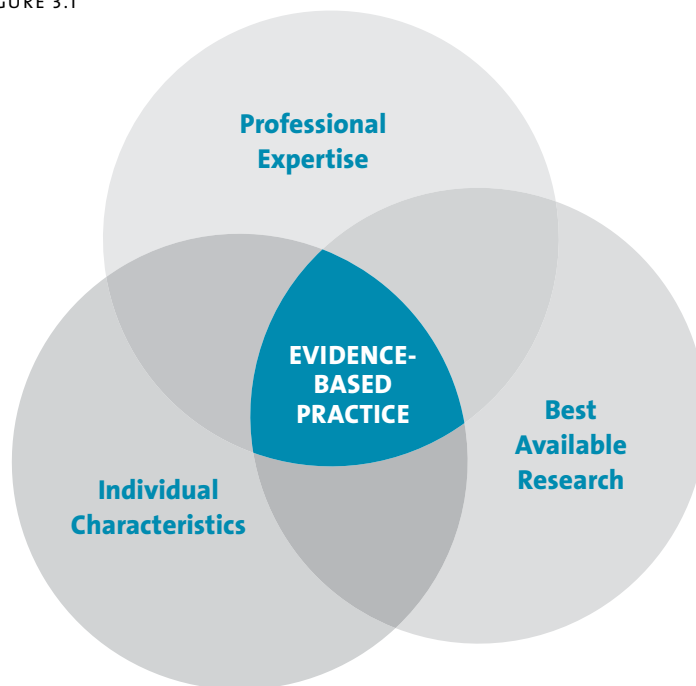 GURE 3.1
Professional
Expertise
EVIDENCE-
BASED
PRACTICE
Best
Available
Research
Individual
Characteristics